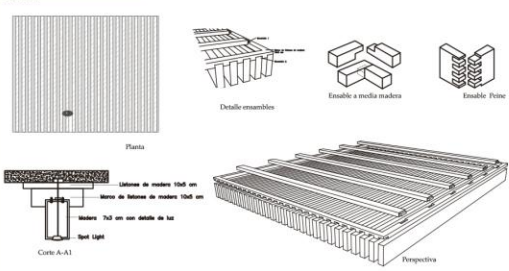 Planta
Detalle ensambles
Ensable a media madera
Ensable Peine
Listones de madera 10x5 cm
Marco de listones de madera 10x5 cm
Madera 7x3 cm con detalle de luz
Spot Light
Corte A-A1
Perspectiva